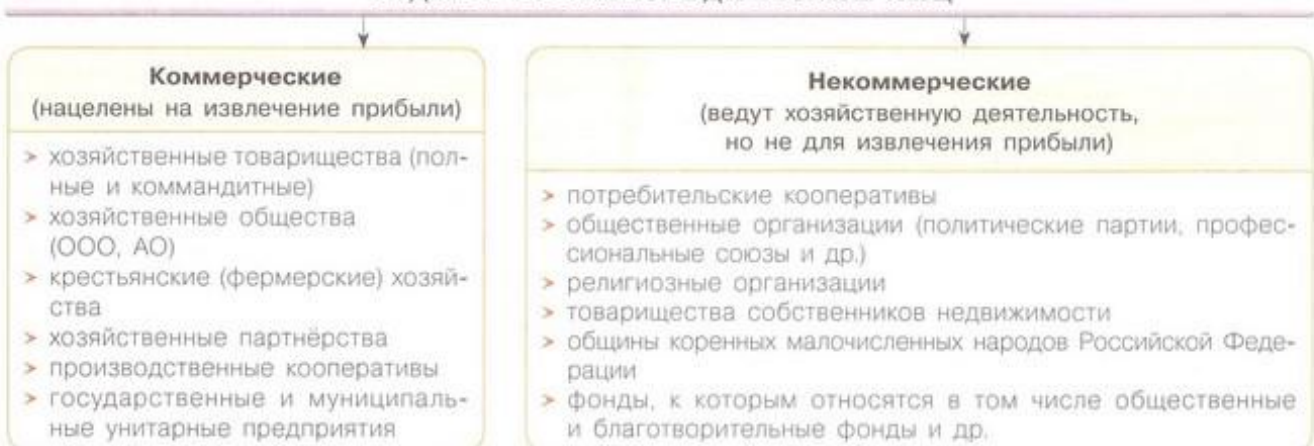 Коммерческие
(нацелены на извлечение прибыли)
> хозяйственные товарищества (пол-
ные и коммандитные)
> хозяйственные общества
(ООО, АО)
> крестьянские (фермерские) хозяй-
ства
> хозяйственные партнёрства
> производственные кооперативы
> государственные и муниципаль-
ные унитарные предприятия
Некоммерческие
(ведут хозяйственную деятельность,
но не для извлечения прибыли)
> потребительские кооперативы
> общественные организации (политические партии, профес-
сиональные союзы и др.)
> религиозные организации
> товарищества собственников недвижимости
> общины коренных малочисленных народов Российской Феде-
рации
> фонды, к которым относятся в том числе общественные
и благотворительные фонды и др.